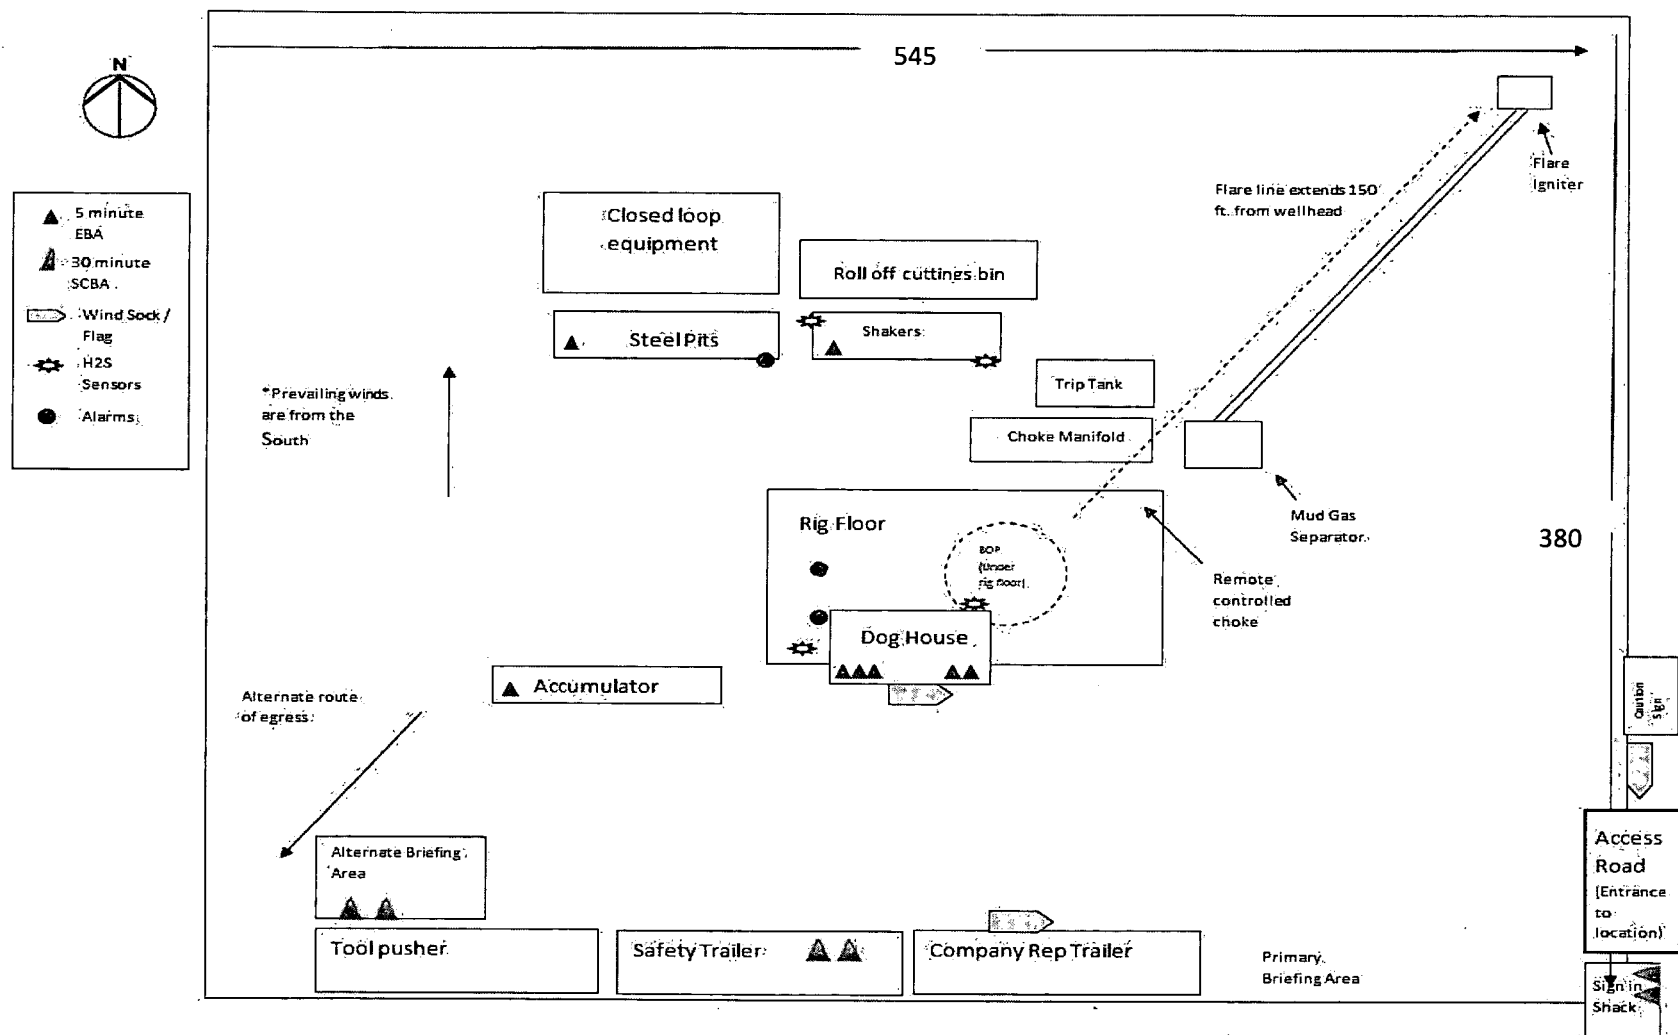 545
N
5 minute
EBA
30 minute
SCBA
Wind Sock /
Flag
H2S
Sensors
Alarms
Flare
Igniter
Flare line extends 150
ft. from wellhead
Closed loop
equipment
Roll off cuttings bin
Shakers
Steel Pits
Trip Tank
Choke Manifold
*Prevailing winds
are from the
South
Mud Gas
Separator
380
Rig Floor
BOP
(Under
rig floor)
Remote
controlled
choke
Dog House
Accumulator
Alternate route
of egress
Caution
Sign
Access
Road
(Entrance
to
location)
Alternate Briefing
Area
Tool pusher
Safety Trailer
Company Rep Trailer
Primary
Briefing Area
Sign in
Shack